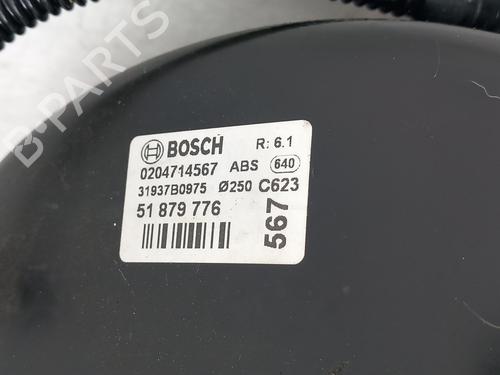 BOSCH R: 6.1
0204714567 ABS 640
31937B0975 Ø250 C623
51 879 776
567
B-PARTS